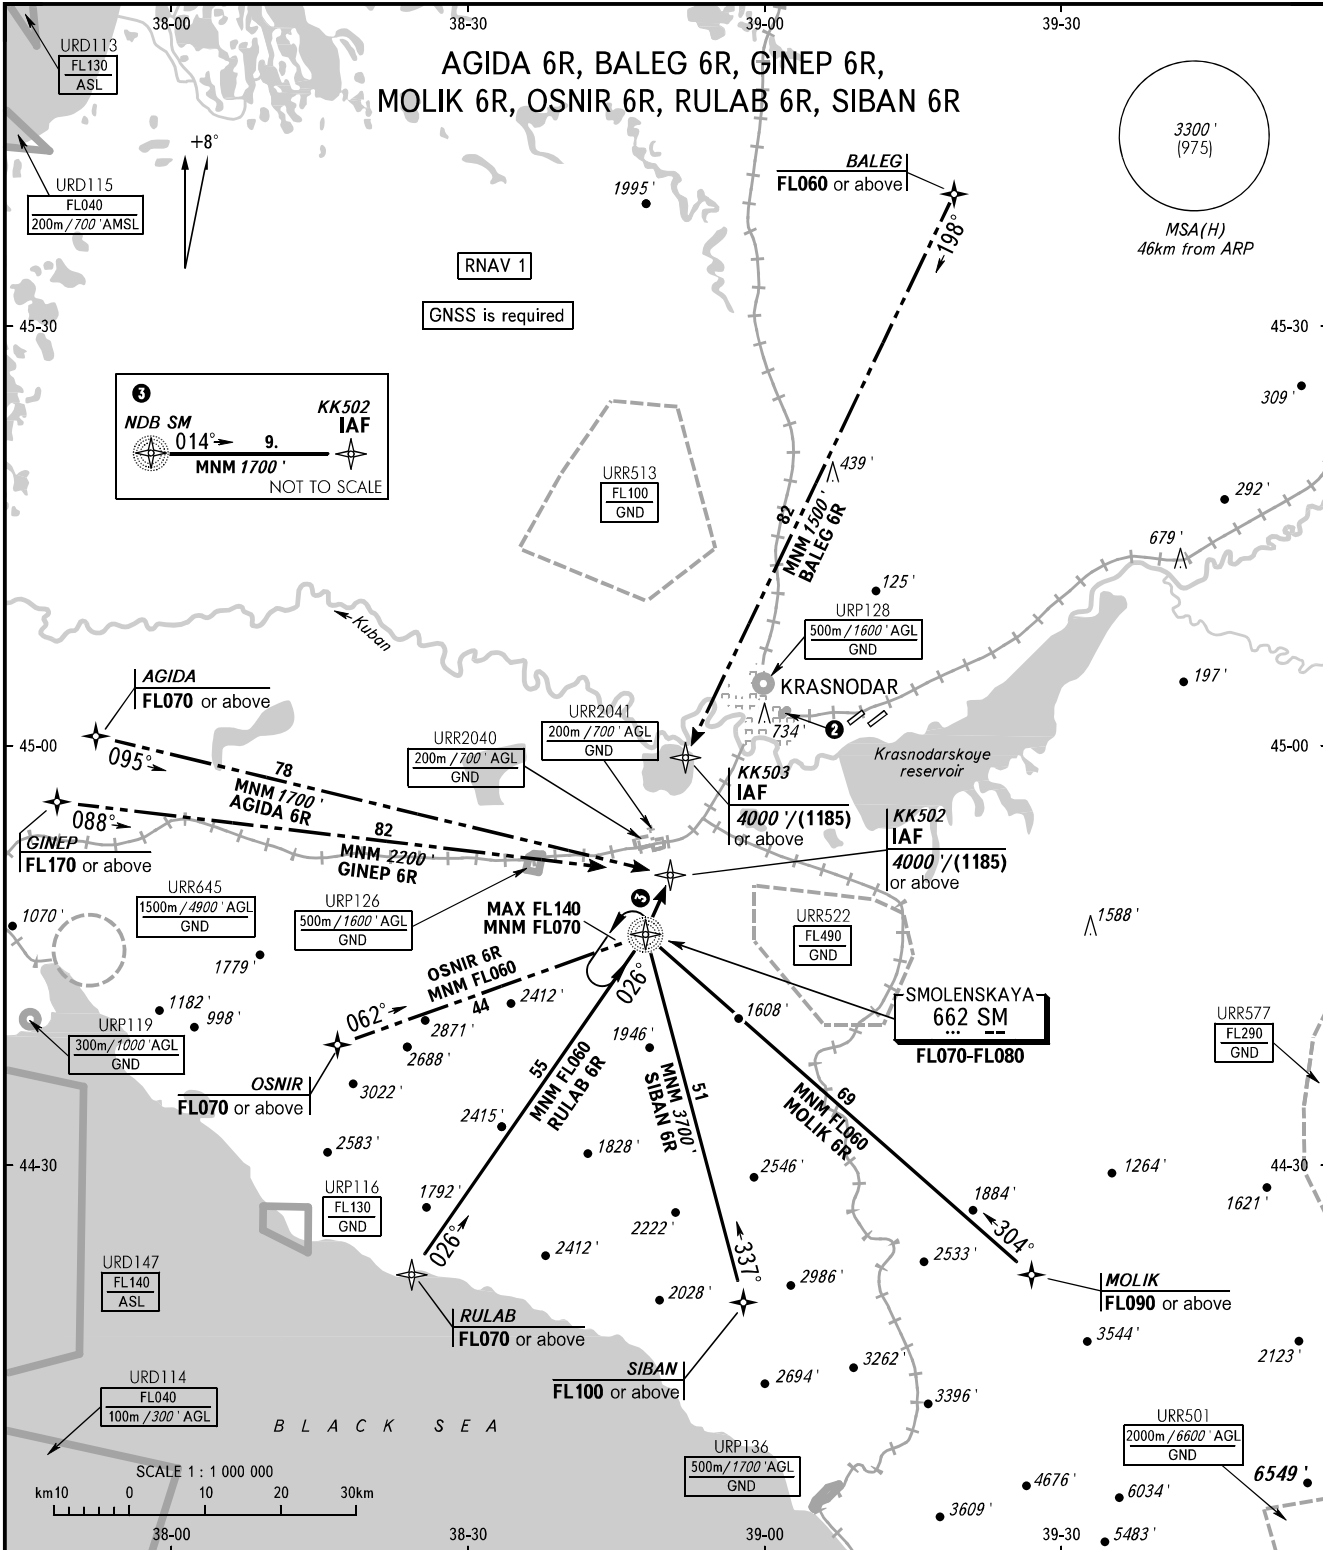 38-00
38-30
39-00
39-30
AGIDA 6R, BALEG 6R, GINEP 6R,
MOLIK 6R, OSNIR 6R, RULAB 6R, SIBAN 6R
URD113
FL130
ASL
+8°
URD115
FL040
200m/700'AMSL
1995'
BALEG
FL060 or above
198°
3300'
(975)
MSA(H)
46km from ARP
RNAV 1
GNSS is required
45-30
45-30
3
NDB SM
014°
9.
MNM 1700'
KK502
IAF
NOT TO SCALE
309'
URR513
FL100
GND
439'
82
MNM 1500'
BALEG 6R
292'
679'
125'
URP128
500m/1600'AGL
GND
Kuban
KRASNODAR
197'
AGIDA
FL070 or above
095°
78
MNM 1700'
AGIDA 6R
URR2041
200m/700' AGL
GND
URR2040
200m/700' AGL
GND
734'
2
45-00
45-00
Krasnodarskoye
reservoir
KK503
IAF
4000'/(1185)
or above
KK502
IAF
4000'/(1185)
or above
088°
82
MNM 2200'
GINEP 6R
GINEP
FL170 or above
URR645
1500m/4900' AGL
GND
URP126
500m/1600' AGL
GND
1070'
1779'
MAX FL140
MNM FL070
3
URR522
FL490
GND
1588'
OSNIR 6R
MNM FL060
44
062°
026°
1182'
998'
2412'
2871'
2688'
1608'
1946'
SMOLENSKAYA
662 SM
FL070-FL080
URR577
FL290
GND
URP119
300m/1000'AGL
GND
OSNIR
FL070 or above
3022'
55
MNM FL060
RULAB 6R
51
MNM 3700'
SIBAN 6R
69
MNM FL060
MOLIK 6R
2415'
2583'
1828'
2546'
44-30
44-30
1264'
1621'
1884'
URP116
FL130
GND
1792'
2222'
026°
337°
304°
2412'
2533'
2986'
2028'
URD147
FL140
ASL
RULAB
FL070 or above
MOLIK
FL090 or above
3544'
2123'
SIBAN
FL100 or above
2694'
3262'
3396'
URD114
FL040
100m/300' AGL
BLACK SEA
URR501
2000m/6600' AGL
GND
6549'
URP136
500m/1700'AGL
GND
SCALE 1 : 1 000 000
km10 0 10 20 30km
4676'
6034'
3609'
5483'
38-00
38-30
39-00
39-30